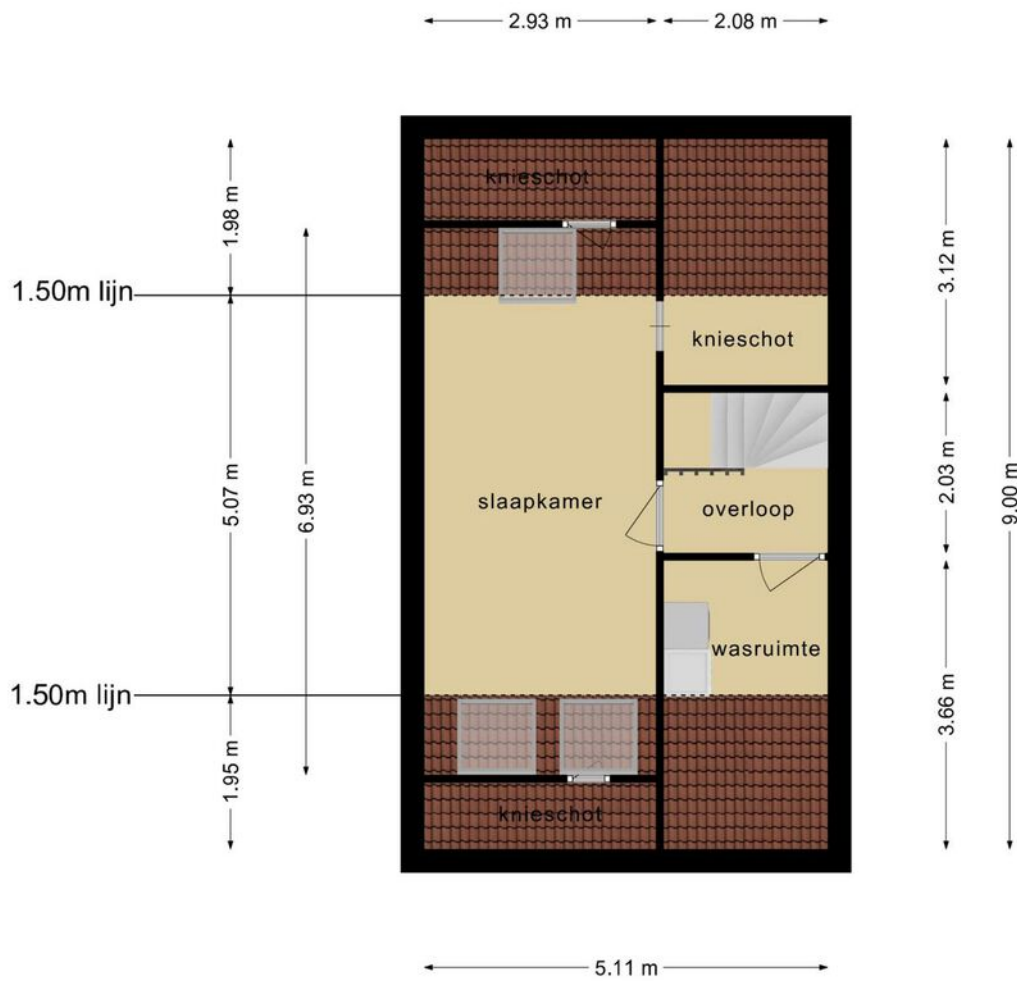 2.93 m
2.08 m
knieschot
1.98 m
3.12 m
1.50m lijn
knieschot
5.07 m
6.93 m
slaapkamer
overloop
2.03 m
9.00 m
wasruimte
1.50m lijn
3.66 m
1.95 m
knieschot
5.11 m